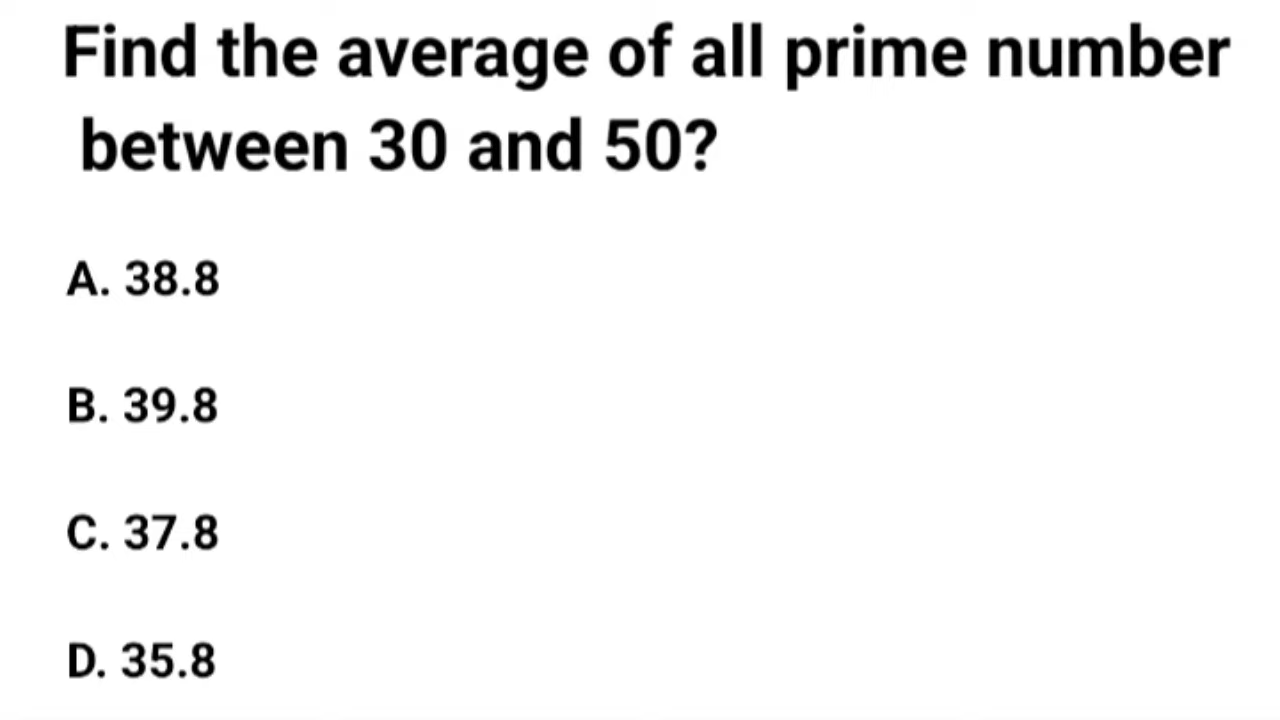 Find the average of all prime number
between 30 and 50?
A. 38.8
B. 39.8
C. 37.8
D. 35.8